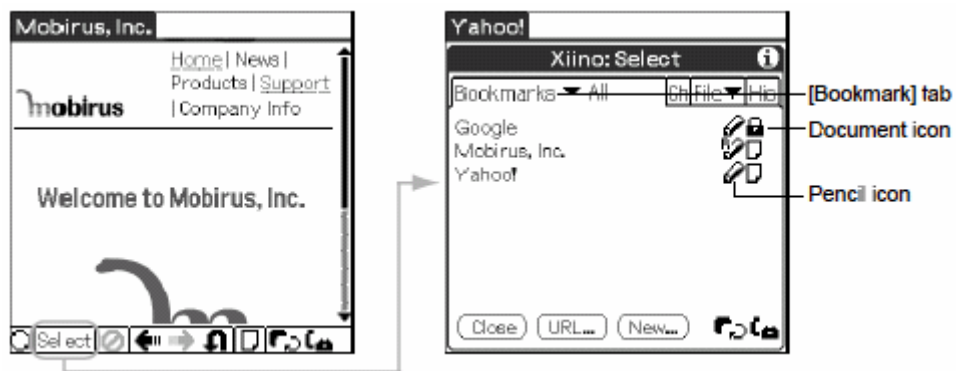 Mobirus, Inc.
Home | News |
Products | Support
| Company Info
mobirus
Welcome to Mobirus, Inc.
Select
Yahoo!
Xiino: Select
Bookmarks All Ch File His
Google
Mobirus, Inc.
Yahoo!
Close URL... New...
[Bookmark] tab
Document icon
Pencil icon